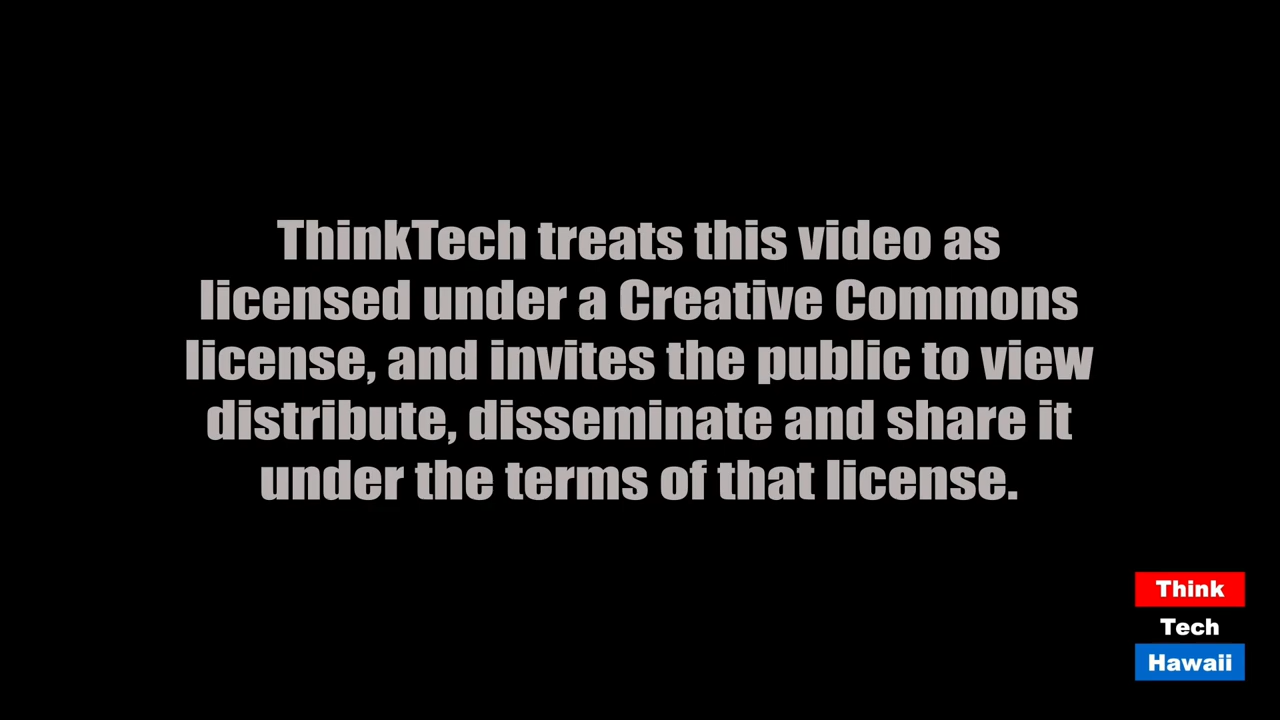 ThinkTech treats this video as
licensed under a Creative Commons
license, and invites the public to view
distribute, disseminate and share it
under the terms of that license.
Think
Tech
Hawaii